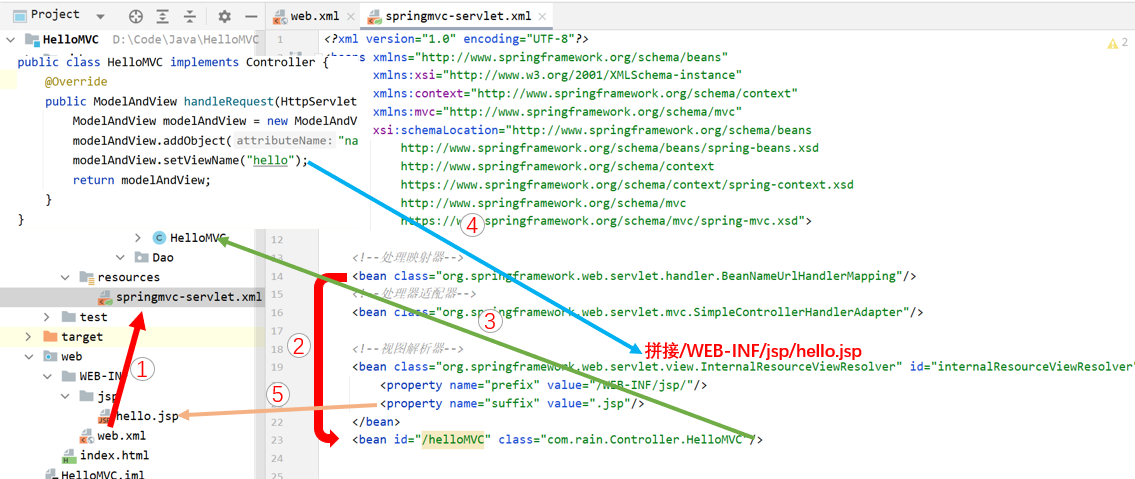 Project
web.xml
springmvc-servlet.xml
HelloMVC D:\Code\Java\HelloMVC
public class HelloMVC implements Controller {
@Override
public ModelAndView handleRequest(HttpServlet
ModelAndView modelAndView = new ModelAndV
modelAndView.addObject( attributeName: "na
modelAndView.setViewName("hello");
return modelAndView;
}
}
HelloMVC
Dao
resources
springmvc-servlet.xml
test
target
web
WEB-IN
jsp
hello.jsp
web.xml
index.html
HelloMVC.iml
1 <?xml version="1.0" encoding="UTF-8"?>
xmlns="http://www.springframework.org/schema/beans"
xmlns:xsi="http://www.w3.org/2001/XMLSchema-instance"
xmlns:context="http://www.springframework.org/schema/context"
xmlns:mvc="http://www.springframework.org/schema/mvc"
xsi:schemaLocation="http://www.springframework.org/schema/beans
http://www.springframework.org/schema/beans/spring-beans.xsd
http://www.springframework.org/schema/context
https://www.springframework.org/schema/context/spring-context.xsd
http://www.springframework.org/schema/mvc
https://www.springframework.org/schema/mvc/spring-mvc.xsd">
12
13 <!--处理映射器-->
14 <bean class="org.springframework.web.servlet.handler.BeanNameUrlHandlerMapping"/>
15 <!--处理器适配器-->
16 <bean class="org.springframework.web.servlet.mvc.SimpleControllerHandlerAdapter"/>
17
18 <!--视图解析器-->
19 <bean class="org.springframework.web.servlet.view.InternalResourceViewResolver" id="internalResourceViewResolver"
<property name="prefix" value="/WEB-INF/jsp/"/>
<property name="suffix" value=".jsp"/>
22 </bean>
23 <bean id="/helloMVC" class="com.rain.Controller.HelloMVC"/>
24
25
2
①
②
③
④
⑤
拼接/WEB-INF/jsp/hello.jsp